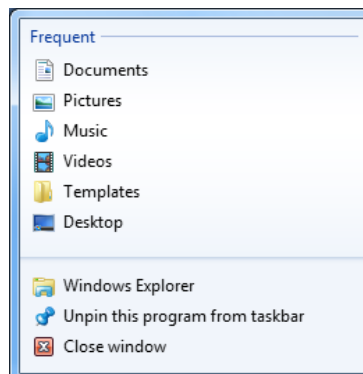 Frequent
Documents
Pictures
Music
Videos
Templates
Desktop
Windows Explorer
Unpin this program from taskbar
Close window